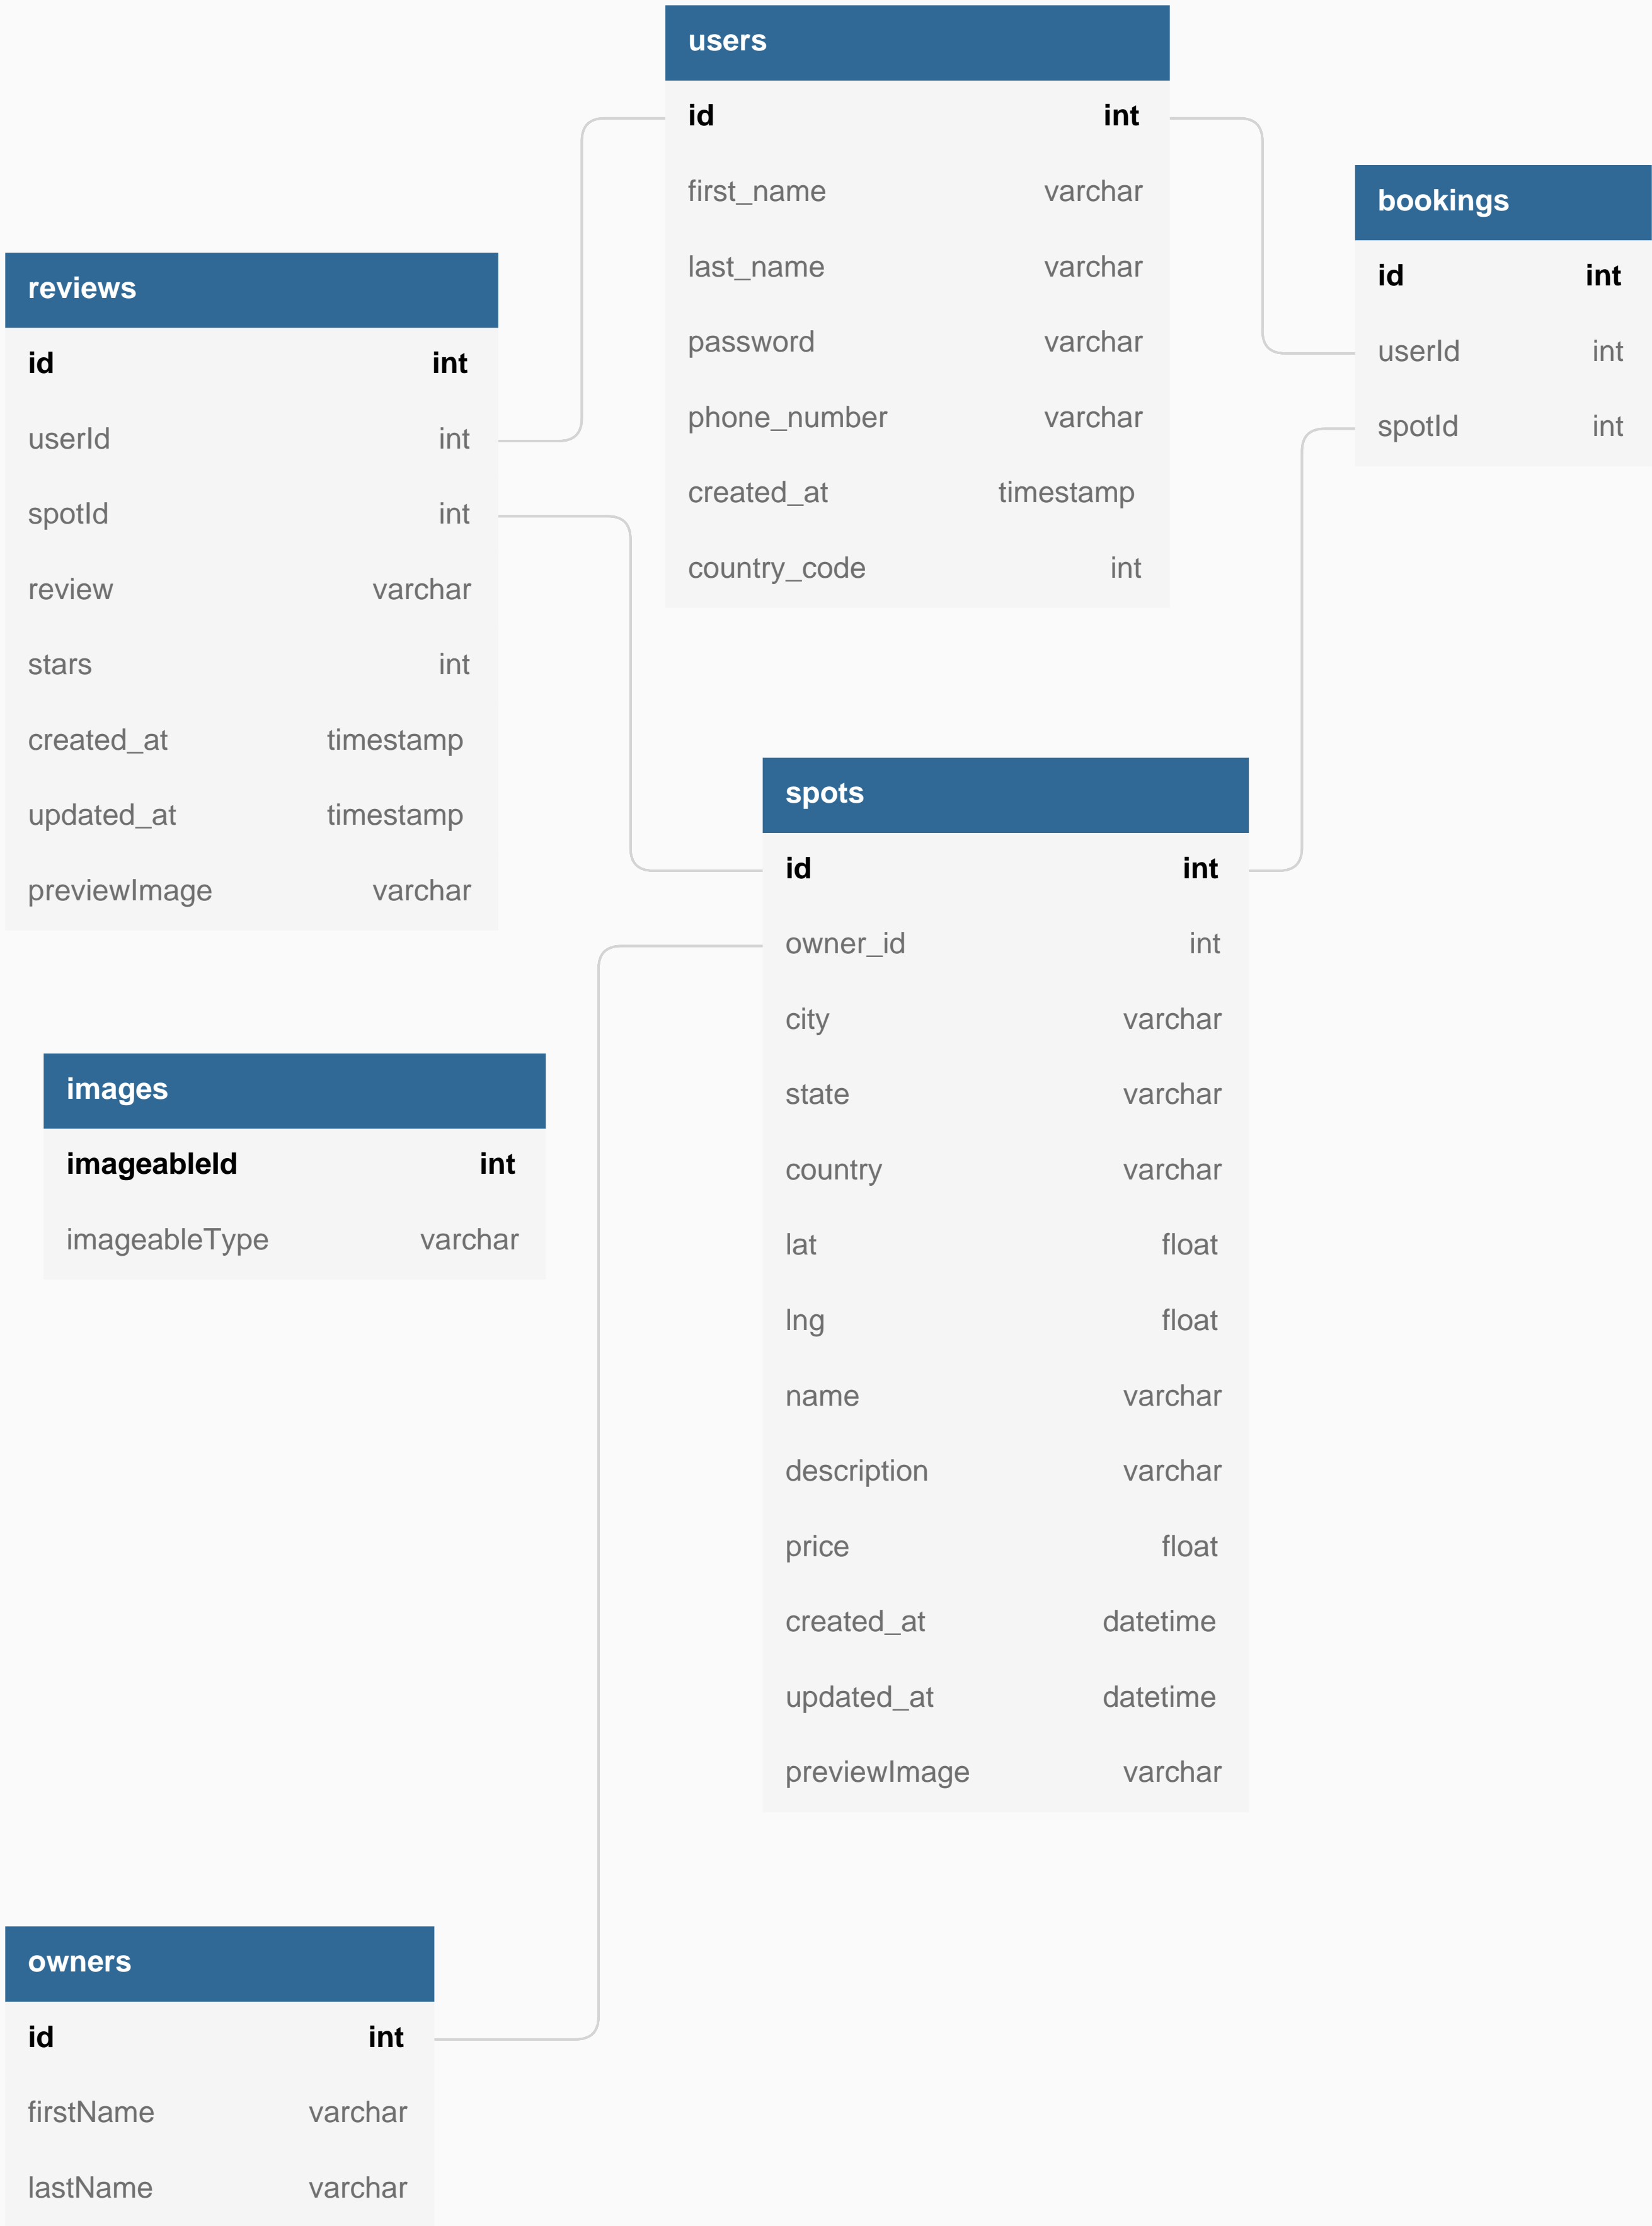 users
id int
first_name varchar
last_name varchar
password varchar
phone_number varchar
created_at timestamp
country_code int
bookings
id int
userId int
spotId int
reviews
id int
userId int
spotId int
review varchar
stars int
created_at timestamp
updated_at timestamp
previewImage varchar
spots
id int
owner_id int
city varchar
state varchar
country varchar
lat float
lng float
name varchar
description varchar
price float
created_at datetime
updated_at datetime
previewImage varchar
images
imageableId int
imageableType varchar
owners
id int
firstName varchar
lastName varchar